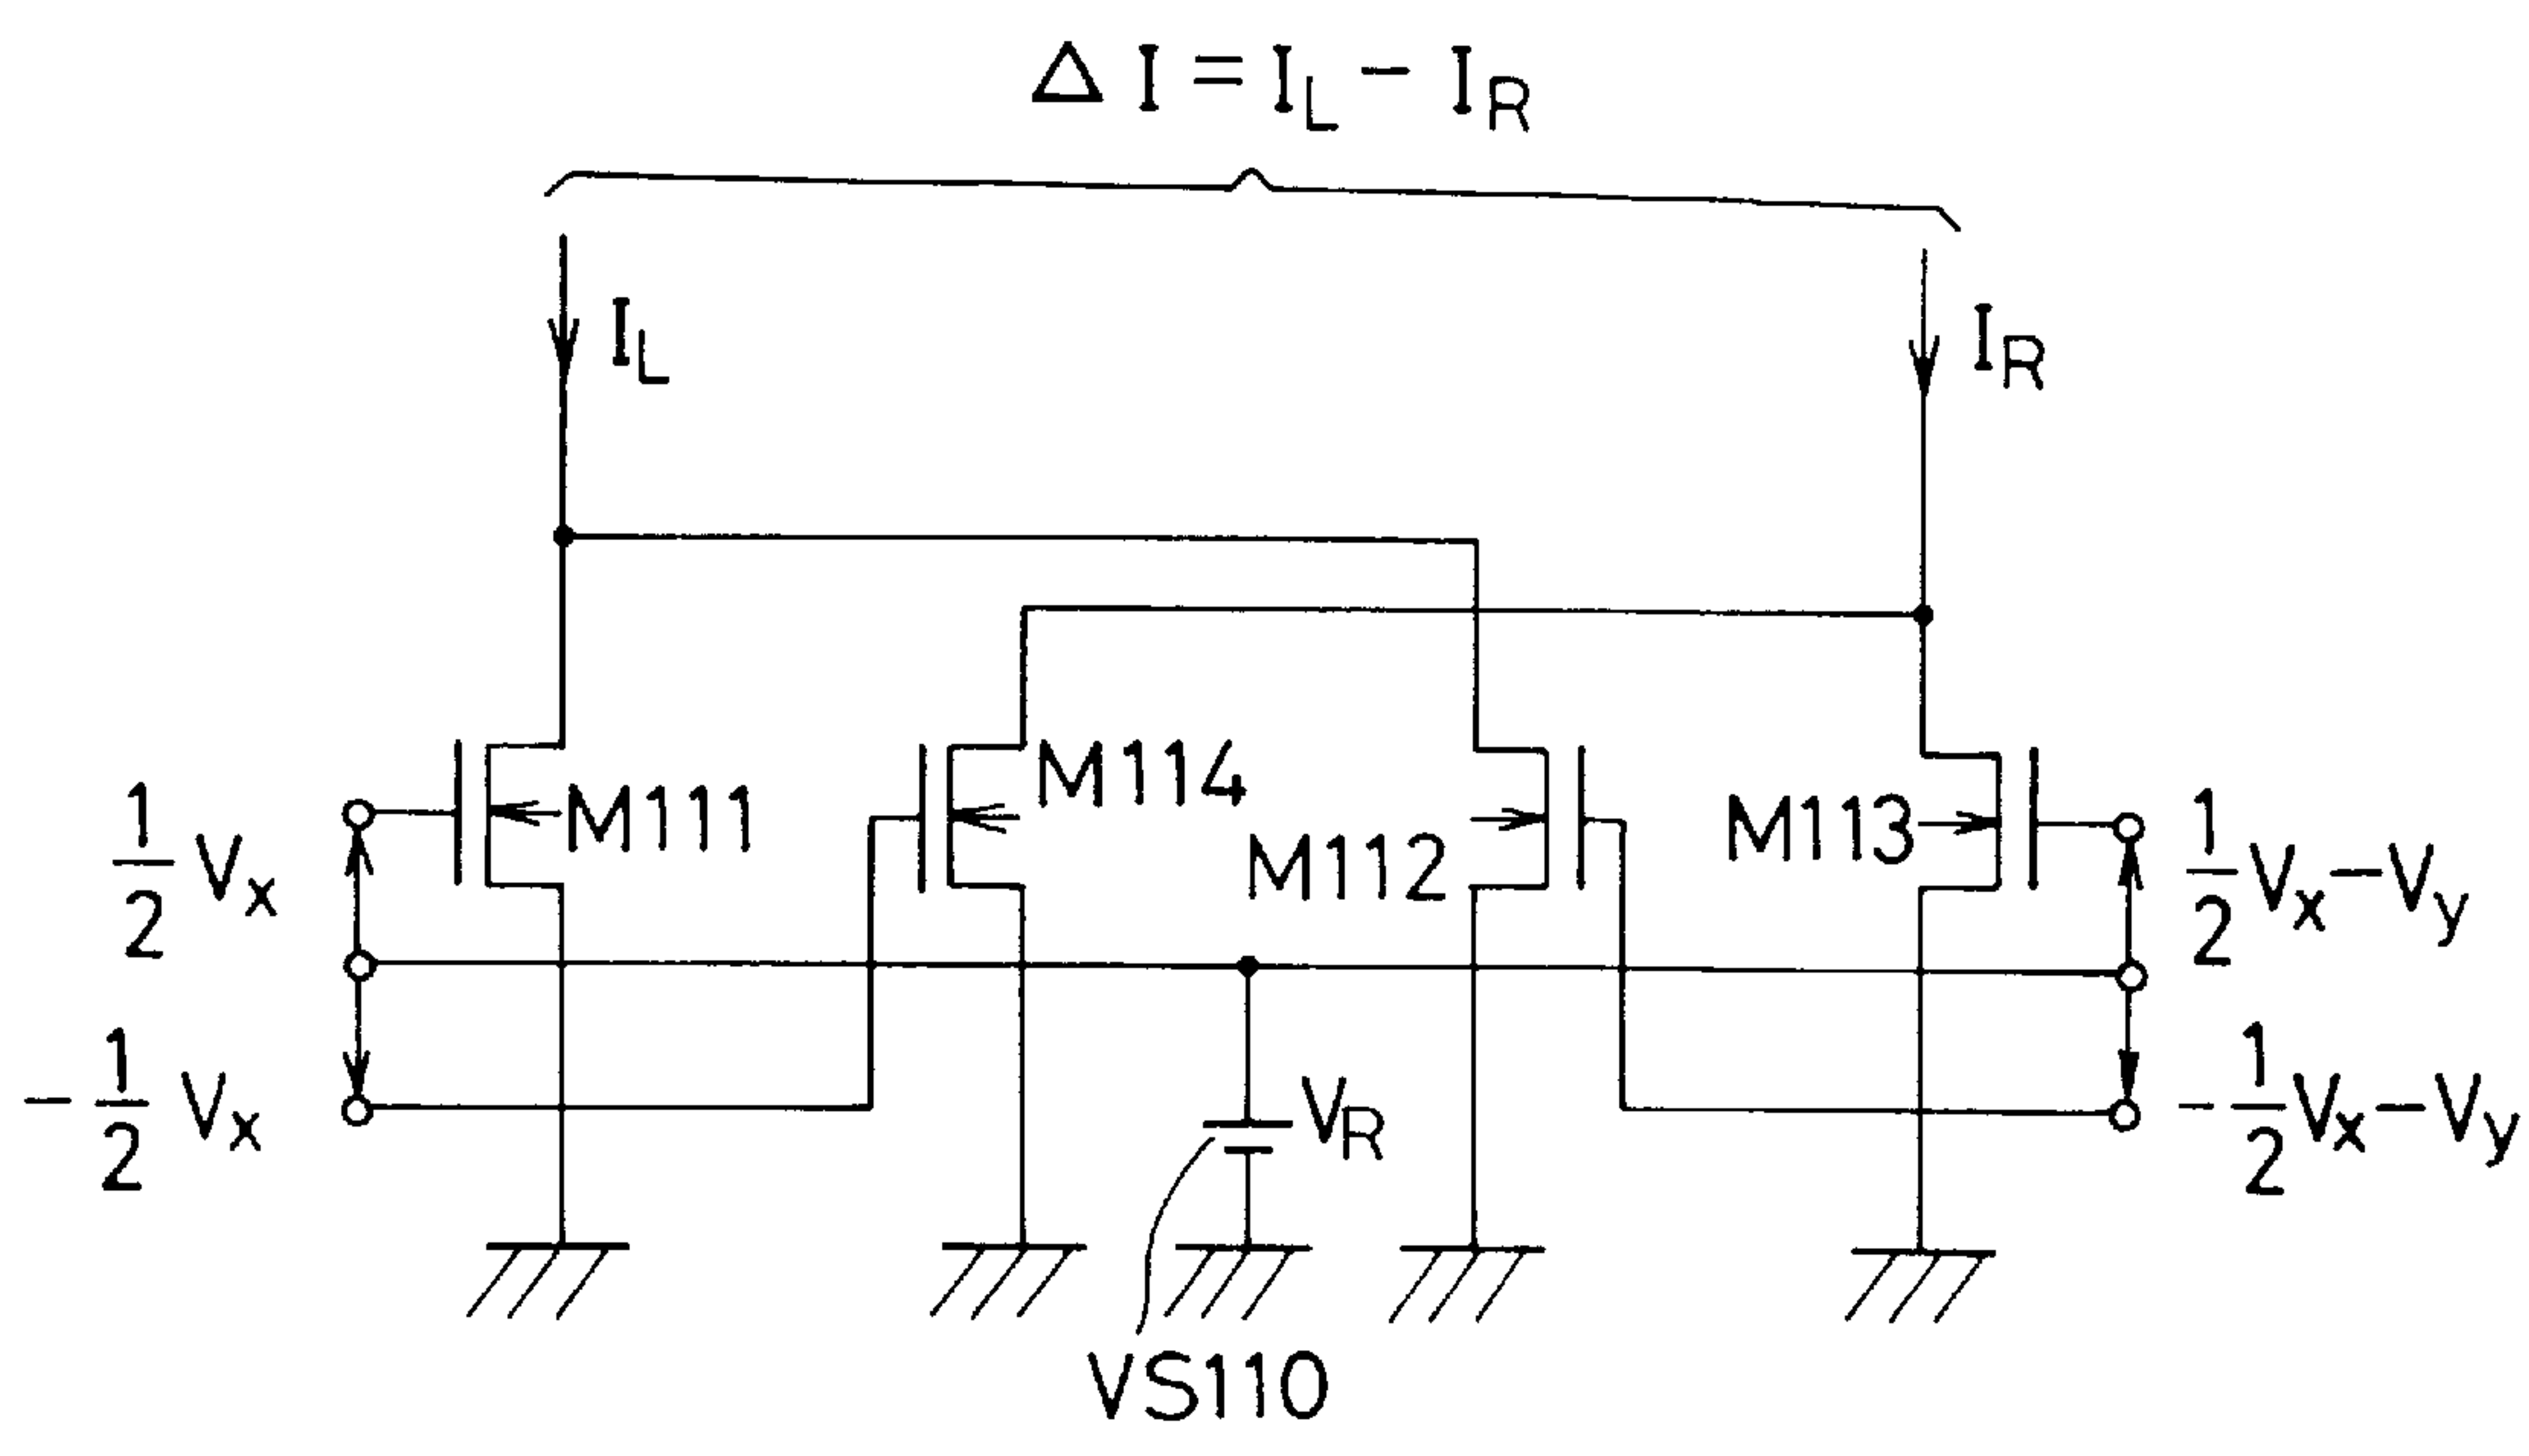 Δ I = I_L − I_R
I_L
I_R
M114
M111
M112
M113
1/2 V_x
1/2 V_x − V_y
− 1/2 V_x
V_R
− 1/2 V_x − V_y
VS110